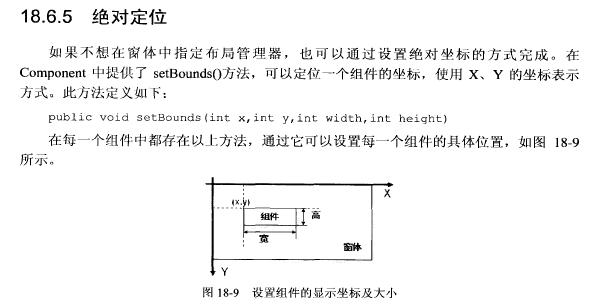 18.6.5 绝对定位
如果不想在窗体中指定布局管理器，也可以通过设置绝对坐标的方式完成。在
Component 中提供了 setBounds()方法，可以定位一个组件的坐标，使用 X、Y 的坐标表示
方式。此方法定义如下：
public void setBounds(int x,int y,int width,int height)
在每一个组件中都存在以上方法，通过它可以设置每一个组件的具体位置，如图 18-9
所示。
X
(x,y)
组件
高
宽
窗体
Y
图 18-9 设置组件的显示坐标及大小